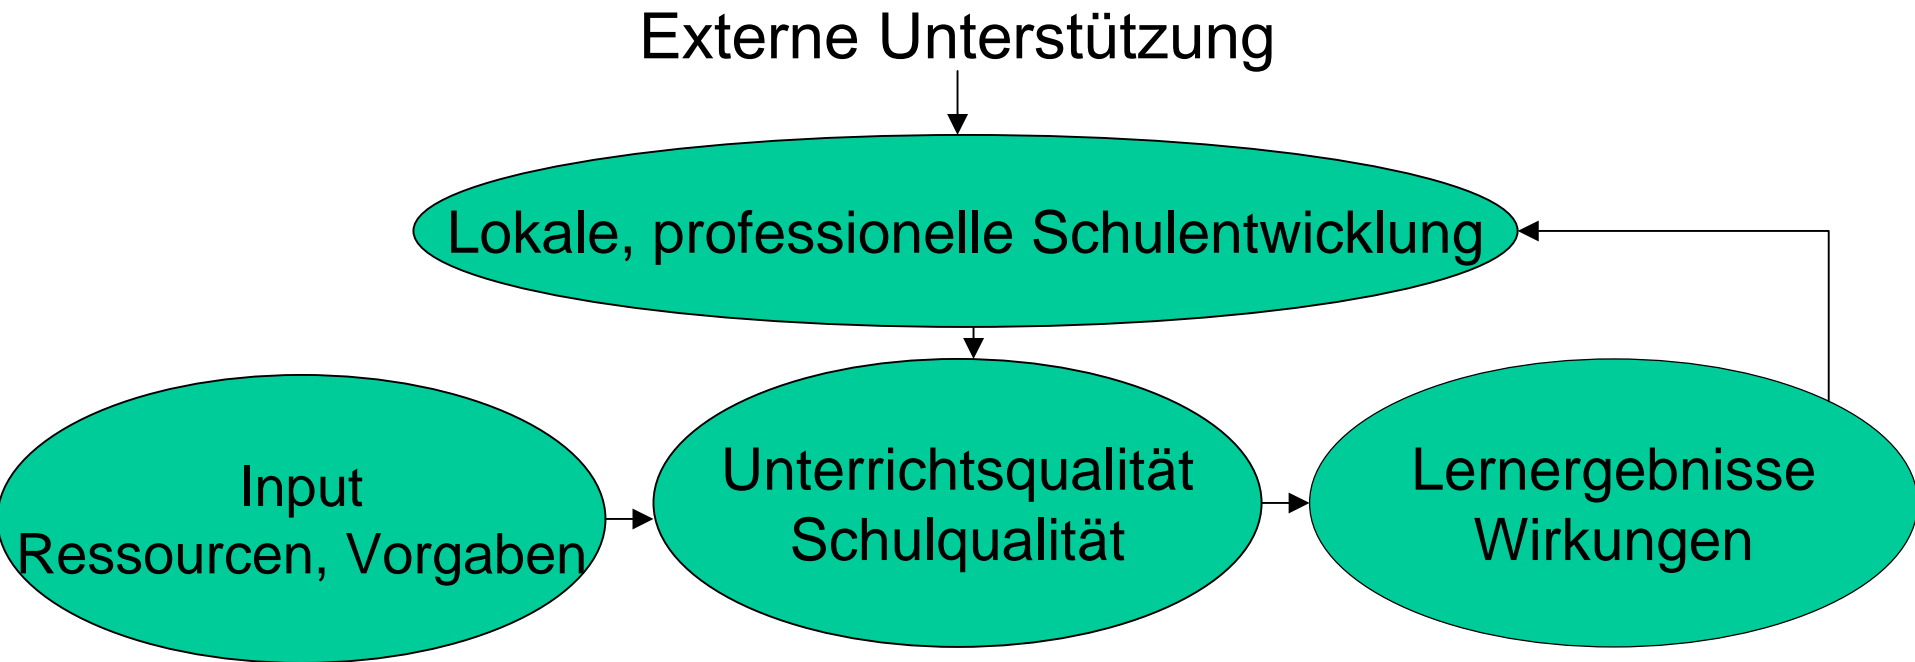 Externe Unterstützung
Lokale, professionelle Schulentwicklung
Input
Ressourcen, Vorgaben
Unterrichtsqualität
Schulqualität
Lernergebnisse
Wirkungen